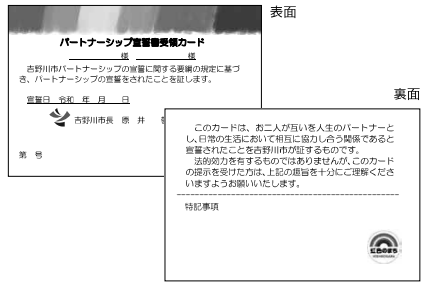 表面
パートナーシップ宣誓書受領カード
様 様
吉野川市パートナーシップの宣誓に関する要綱の規定に基づ
き、パートナーシップの宣誓をされたことを証します。
宣誓日 令和 年 月 日
吉野川市長 原 井
第 号
裏面
このカードは、お二人が互いを人生のパートナーと
し、日常の生活において相互に協力し合う関係であると
宣誓されたことを吉野川市が証するものです。
法的効力を有するものではありませんが、このカード
の提示を受けた方は、上記の趣旨を十分にご理解くださ
いますようお願いいたします。
特記事項
虹色のまち